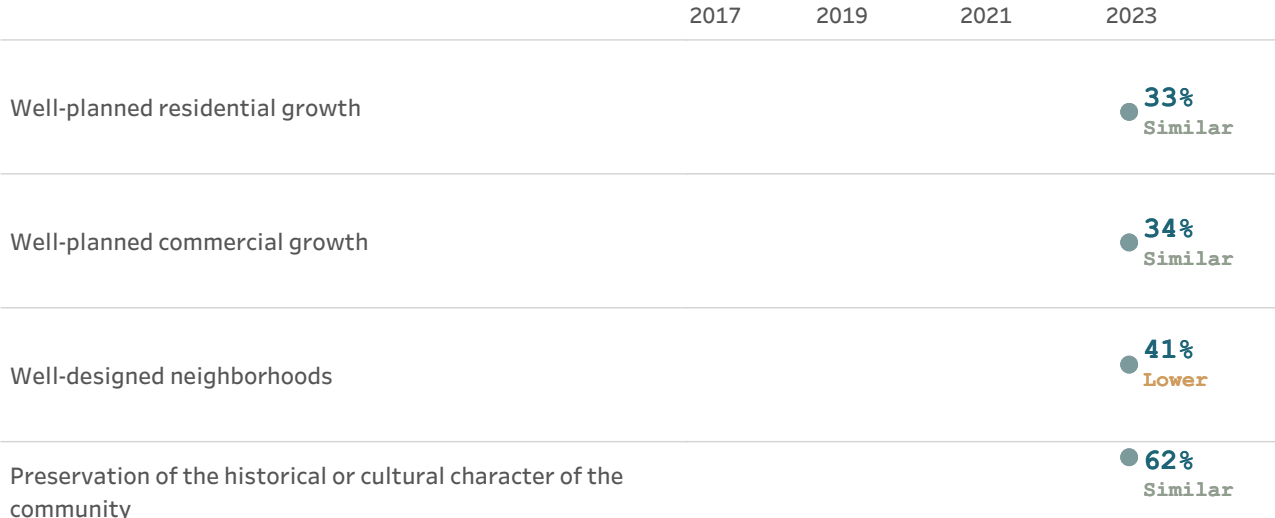 2017 2019 2021 2023
Well-planned residential growth
33%
Similar
Well-planned commercial growth
34%
Similar
Well-designed neighborhoods
41%
Lower
Preservation of the historical or cultural character of the
community
62%
Similar